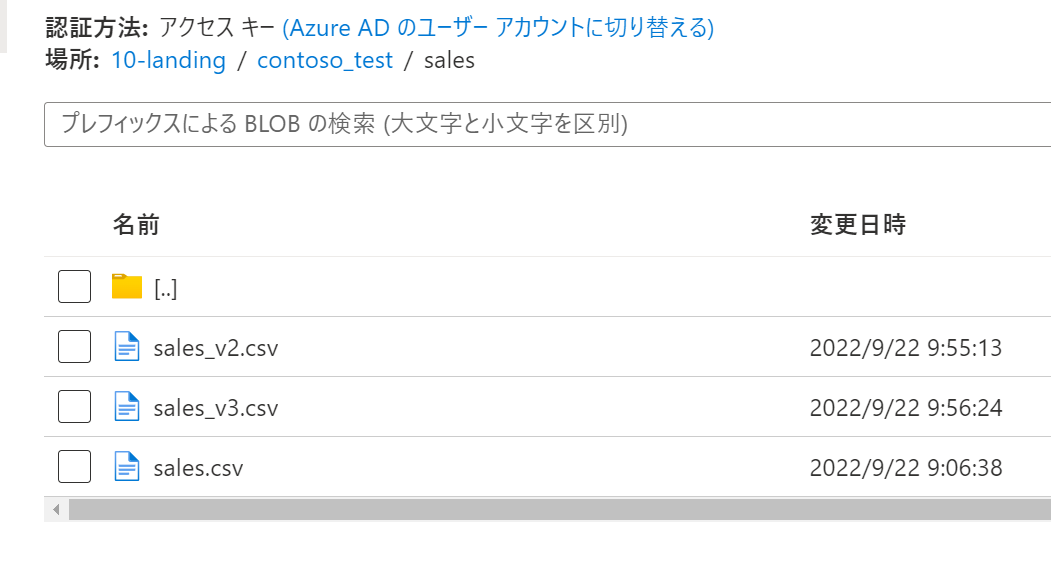 認証方法: アクセス キー (Azure AD のユーザー アカウントに切り替える)
場所: 10-landing / contoso_test / sales
プレフィックスによる BLOB の検索 (大文字と小文字を区別)
名前 変更日時
[..]
sales_v2.csv 2022/9/22 9:55:13
sales_v3.csv 2022/9/22 9:56:24
sales.csv 2022/9/22 9:06:38